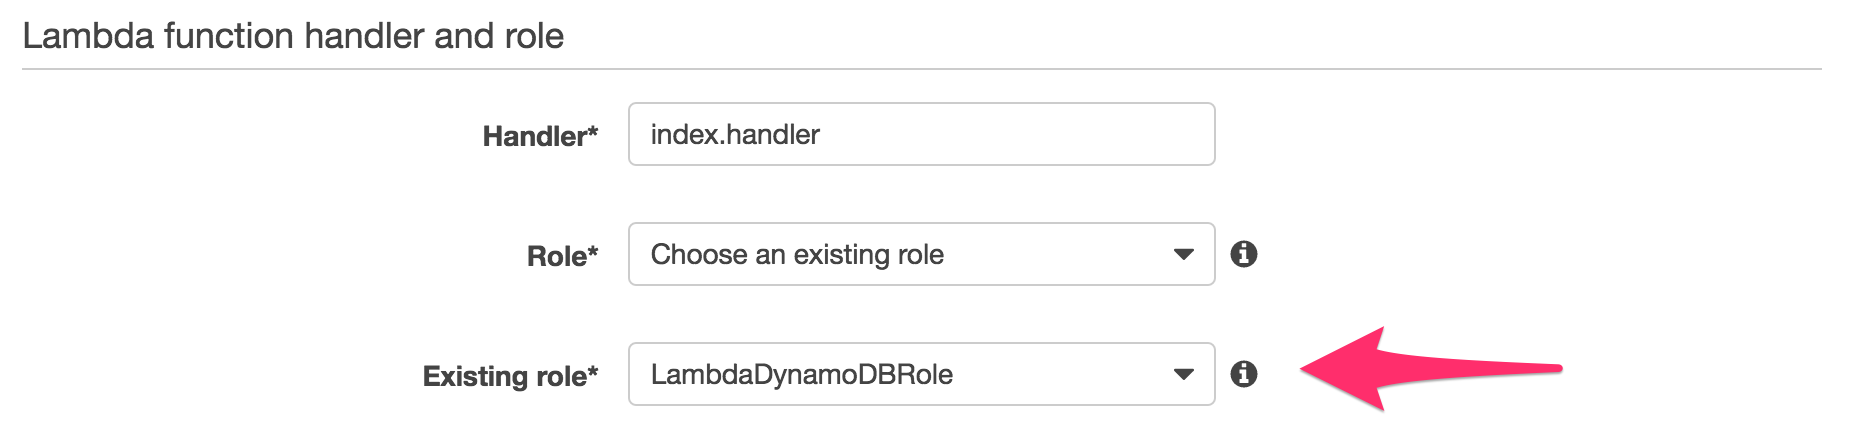 Lambda function handler and role
Handler* index.handler
Role* Choose an existing role
Existing role* LambdaDynamoDBRole